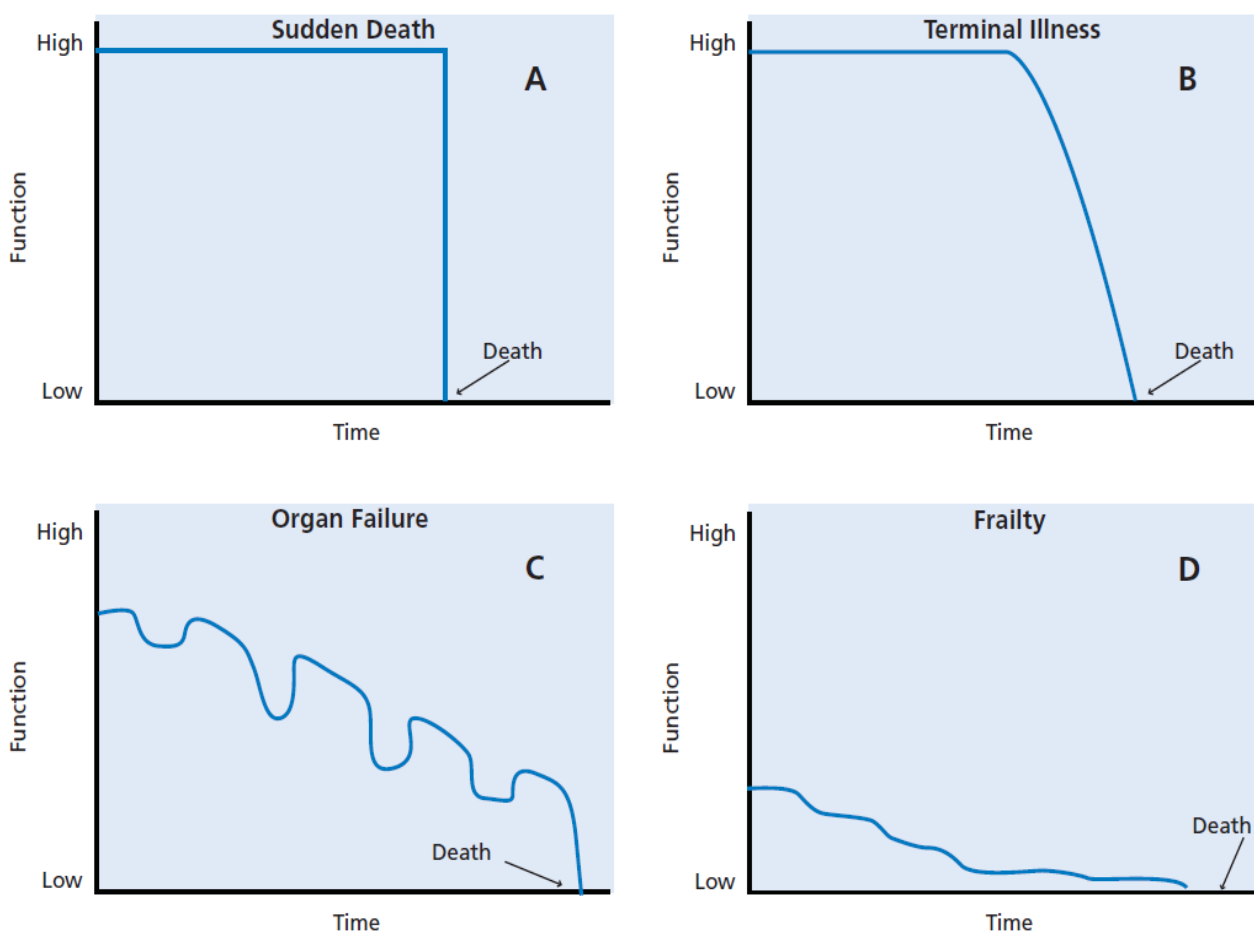 Sudden Death
High
A
Function
Death
Low
Time
Terminal Illness
High
B
Function
Death
Low
Time
Organ Failure
High
C
Function
Death
Low
Time
Frailty
High
D
Function
Death
Low
Time